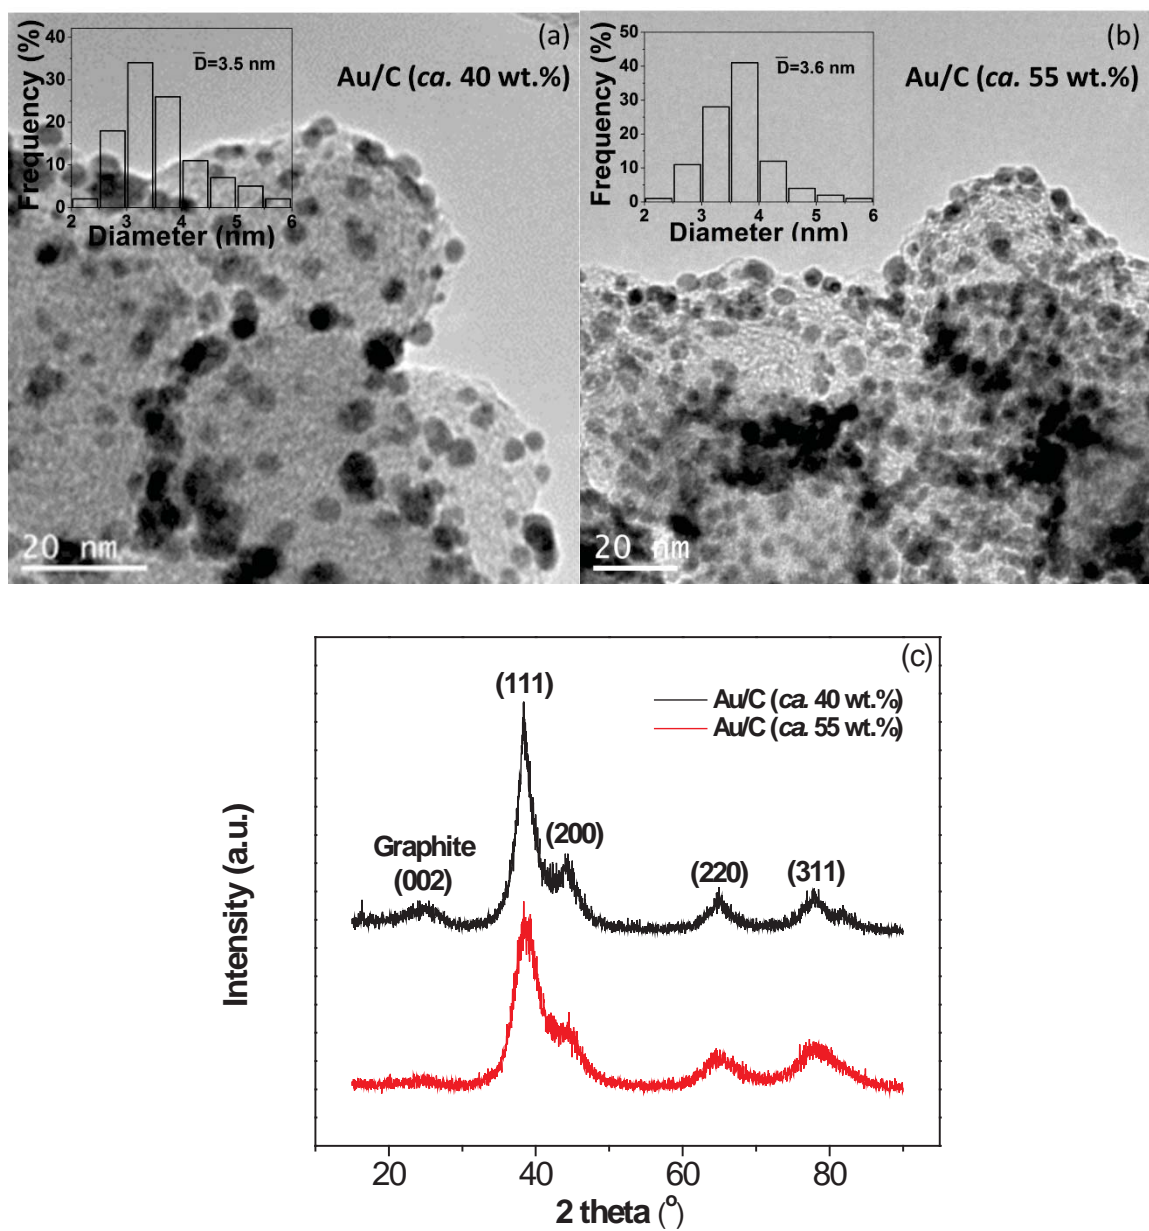 (a)
Au/C (ca. 40 wt.%)
D̅=3.5 nm
Frequency (%)
40
30
20
10
0
2 3 4 5 6
Diameter (nm)
20 nm
(b)
Au/C (ca. 55 wt.%)
D̅=3.6 nm
Frequency (%)
50
40
30
20
10
0
2 3 4 5 6
Diameter (nm)
20 nm
(c)
Au/C (ca. 40 wt.%)
Au/C (ca. 55 wt.%)
(111)
(200)
Graphite
(002)
(220)
(311)
Intensity (a.u.)
20 40 60 80
2 theta (°)